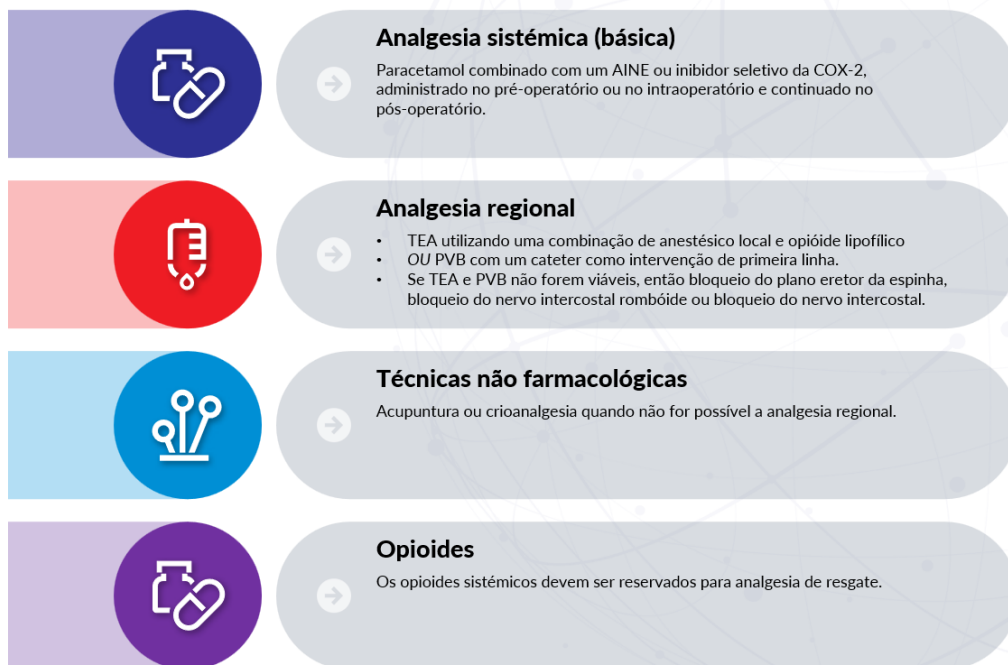 Analgesia sistémica (básica)
Paracetamol combinado com um AINE ou inibidor seletivo da COX-2,
administrado no pré-operatório ou no intraoperatório e continuado no
pós-operatório.
Analgesia regional
• TEA utilizando uma combinação de anestésico local e opióide lipofílico
• OU PVB com um cateter como intervenção de primeira linha.
• Se TEA e PVB não forem viáveis, então bloqueio do plano eretor da espinha,
bloqueio do nervo intercostal rombóide ou bloqueio do nervo intercostal.
Técnicas não farmacológicas
Acupuntura ou crioanalgesia quando não for possível a analgesia regional.
Opioides
Os opioides sistémicos devem ser reservados para analgesia de resgate.